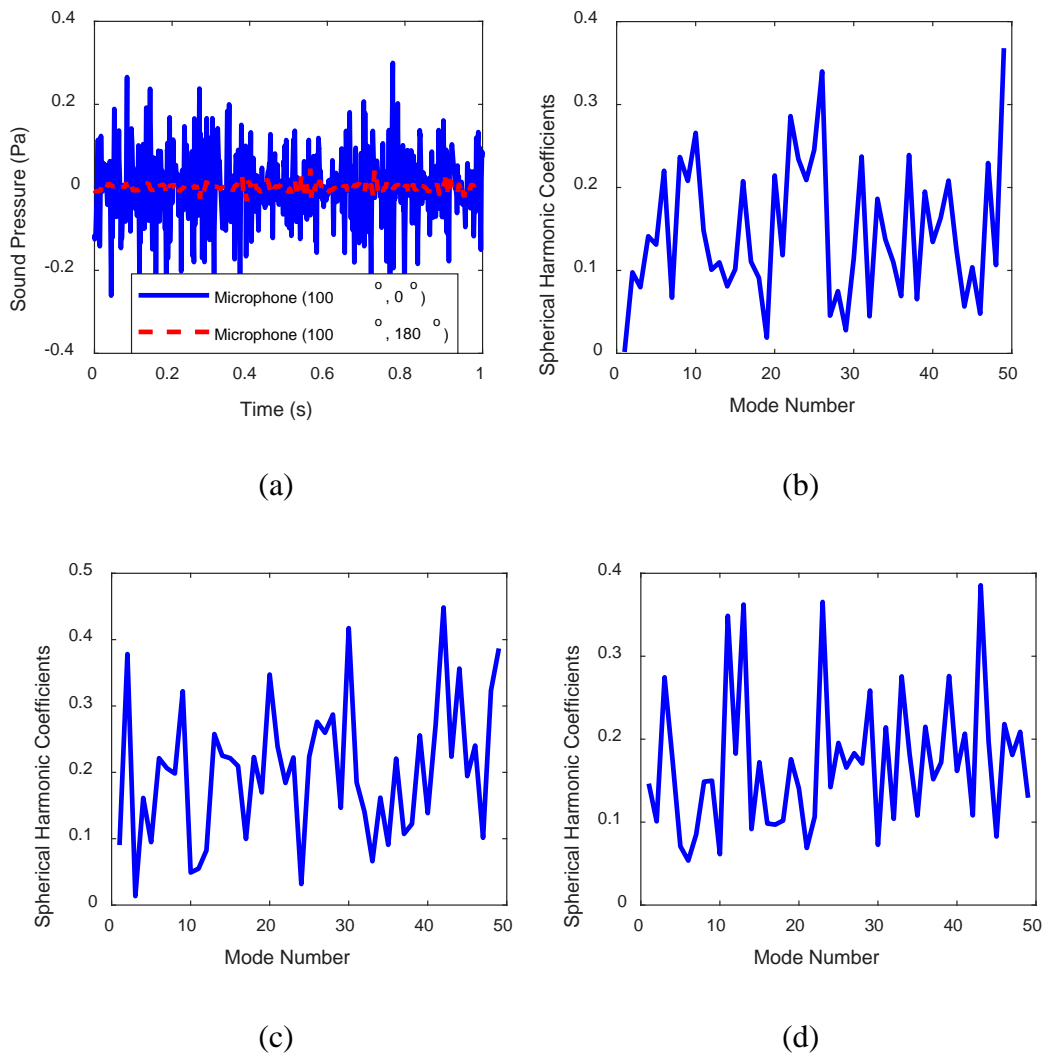 0.4
0.2
0
-0.2
-0.4
Sound Pressure (Pa)
Microphone (100 o, 0 o)
Microphone (100 o, 180 o)
0 0.2 0.4 0.6 0.8 1
Time (s)
(a)
0.4
0.3
0.2
0.1
0
Spherical Harmonic Coefficients
0 10 20 30 40 50
Mode Number
(b)
0.5
0.4
0.3
0.2
0.1
0
Spherical Harmonic Coefficients
0 10 20 30 40 50
Mode Number
(c)
0.4
0.3
0.2
0.1
0
Spherical Harmonic Coefficients
0 10 20 30 40 50
Mode Number
(d)